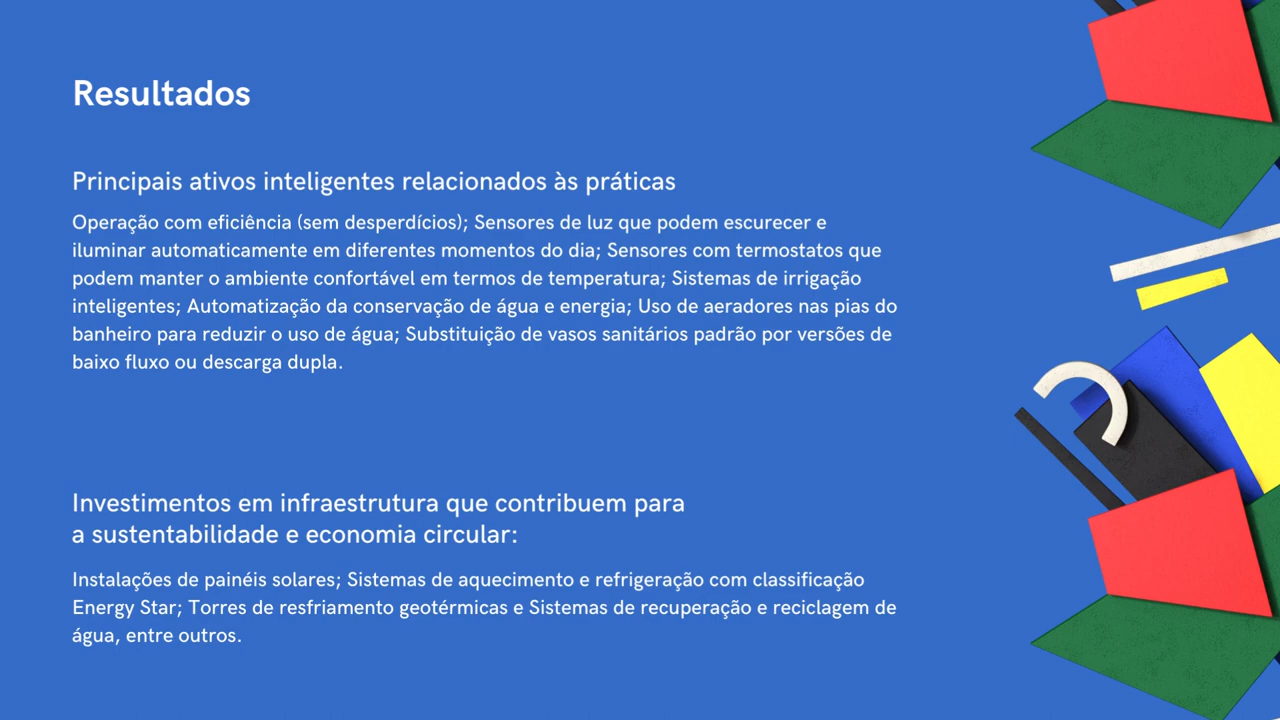 Resultados
Principais ativos inteligentes relacionados às práticas
Operação com eficiência (sem desperdícios); Sensores de luz que podem escurecer e
iluminar automaticamente em diferentes momentos do dia; Sensores com termostatos que
podem manter o ambiente confortável em termos de temperatura; Sistemas de irrigação
inteligentes; Automatização da conservação de água e energia; Uso de aeradores nas pias do
banheiro para reduzir o uso de água; Substituição de vasos sanitários padrão por versões de
baixo fluxo ou descarga dupla.
Investimentos em infraestrutura que contribuem para
a sustentabilidade e economia circular:
Instalações de painéis solares; Sistemas de aquecimento e refrigeração com classificação
Energy Star; Torres de resfriamento geotérmicas e Sistemas de recuperação e reciclagem de
água, entre outros.